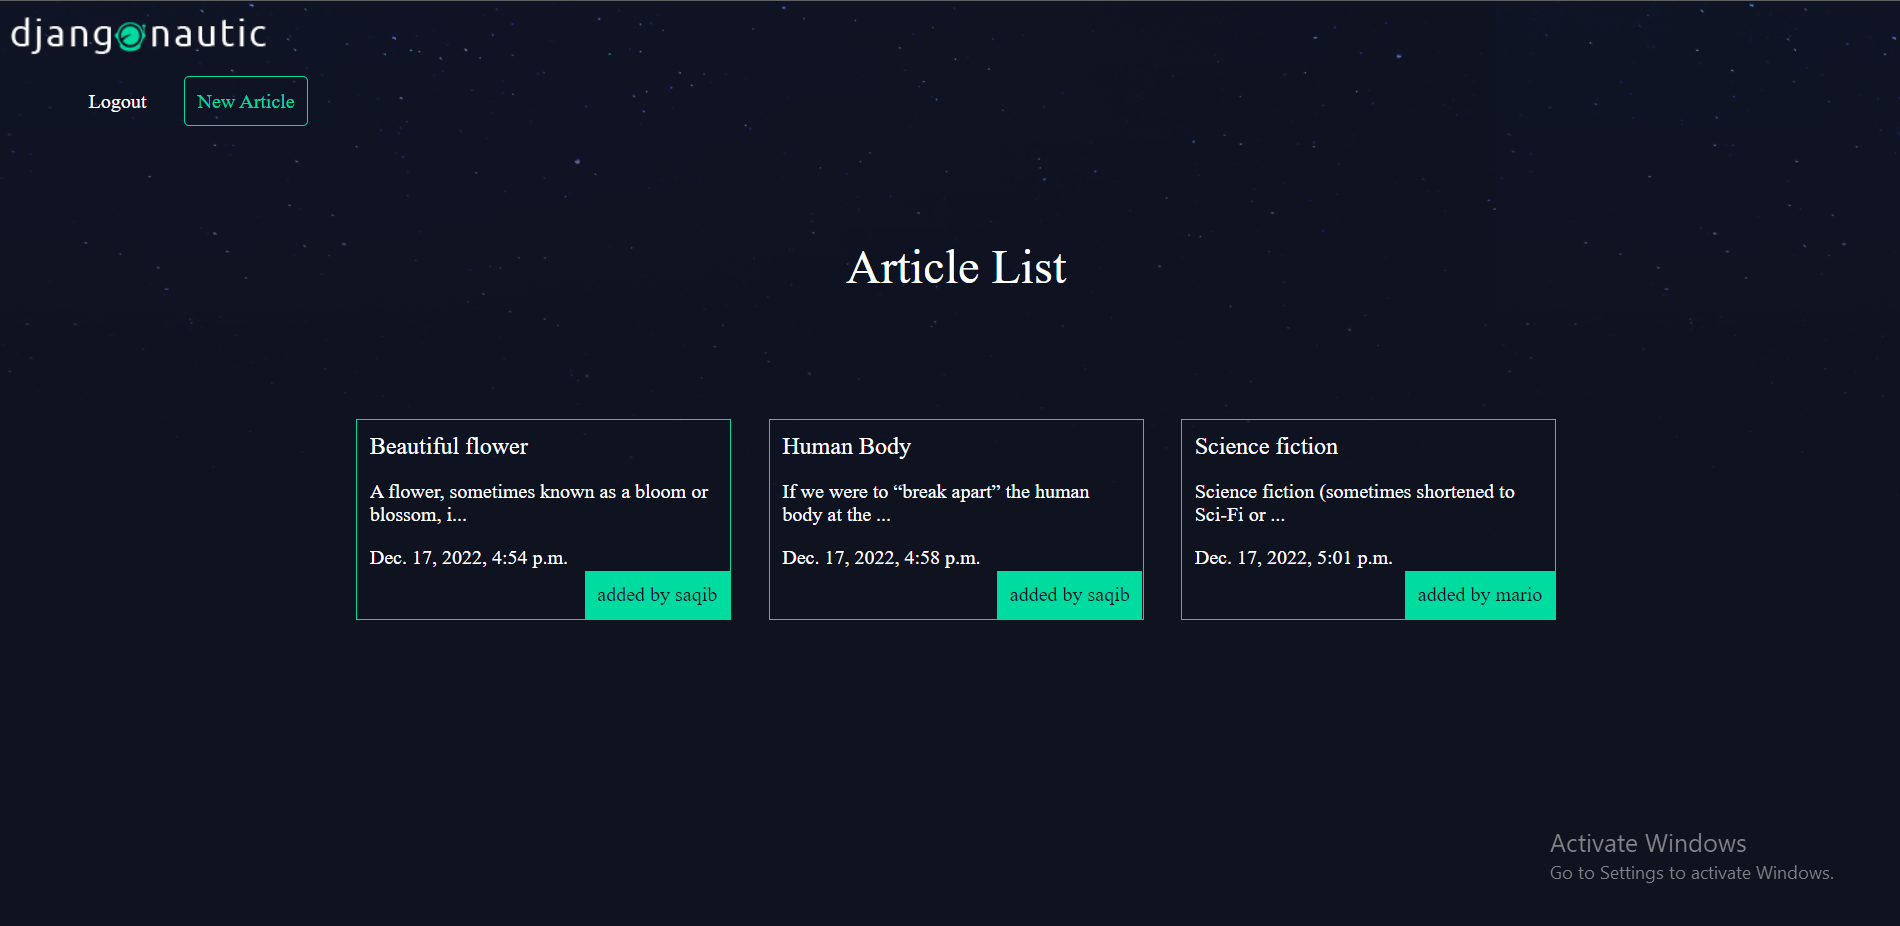 djangonautic
Logout
New Article
Article List
Beautiful flower
A flower, sometimes known as a bloom or
blossom, i...
Dec. 17, 2022, 4:54 p.m.
added by saqib
Human Body
If we were to “break apart” the human
body at the ...
Dec. 17, 2022, 4:58 p.m.
added by saqib
Science fiction
Science fiction (sometimes shortened to
Sci-Fi or ...
Dec. 17, 2022, 5:01 p.m.
added by mario
Activate Windows
Go to Settings to activate Windows.